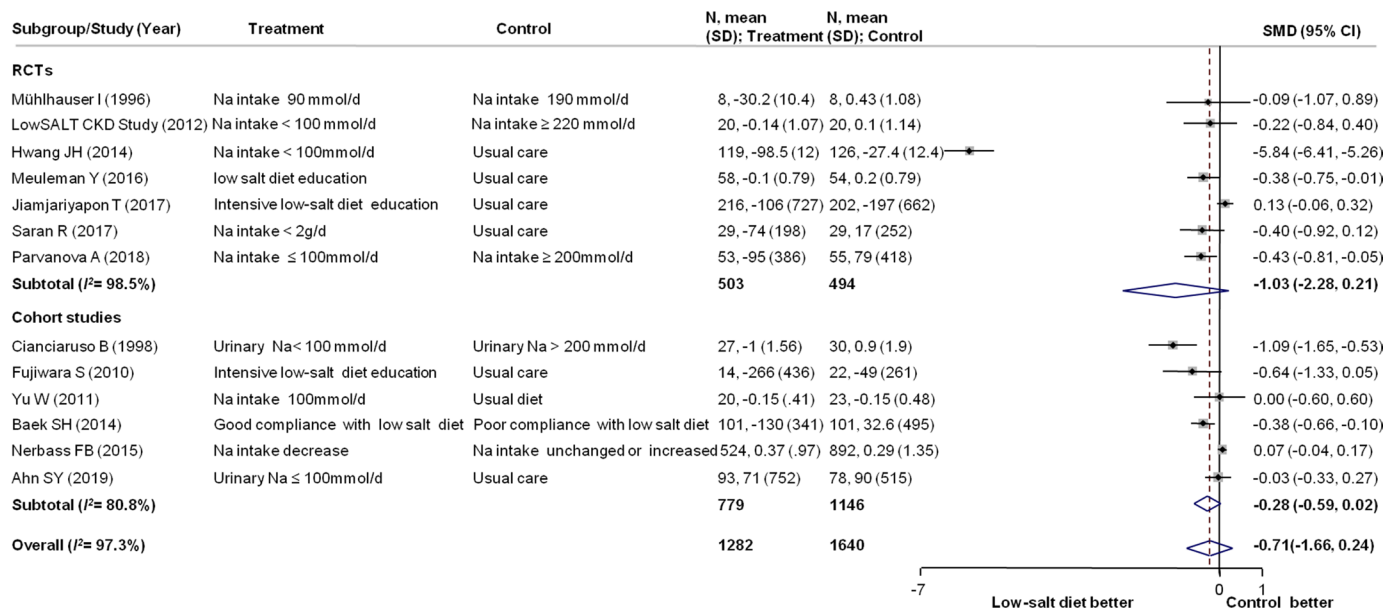 Subgroup/Study (Year) Treatment Control N, mean (SD); Treatment N, mean (SD); Control SMD (95% CI)
RCTs
Mühlhauser I (1996) Na intake 90 mmol/d Na intake 190 mmol/d 8, -30.2 (10.4) 8, 0.43 (1.08) -0.09 (-1.07, 0.89)
LowSALT CKD Study (2012) Na intake < 100 mmol/d Na intake ≥ 220 mmol/d 20, -0.14 (1.07) 20, 0.1 (1.14) -0.22 (-0.84, 0.40)
Hwang JH (2014) Na intake < 100mmol/d Usual care 119, -98.5 (12) 126, -27.4 (12.4) -5.84 (-6.41, -5.26)
Meuleman Y (2016) low salt diet education Usual care 58, -0.1 (0.79) 54, 0.2 (0.79) -0.38 (-0.75, -0.01)
Jiamjariyapon T (2017) Intensive low-salt diet education Usual care 216, -106 (727) 202, -197 (662) 0.13 (-0.06, 0.32)
Saran R (2017) Na intake < 2g/d Usual care 29, -74 (198) 29, 17 (252) -0.40 (-0.92, 0.12)
Parvanova A (2018) Na intake ≤ 100mmol/d Na intake ≥ 200mmol/d 53, -95 (386) 55, 79 (418) -0.43 (-0.81, -0.05)
Subtotal (I²= 98.5%) 503 494 -1.03 (-2.28, 0.21)
Cohort studies
Cianciaruso B (1998) Urinary Na< 100 mmol/d Urinary Na > 200 mmol/d 27, -1 (1.56) 30, 0.9 (1.9) -1.09 (-1.65, -0.53)
Fujiwara S (2010) Intensive low-salt diet education Usual care 14, -266 (436) 22, -49 (261) -0.64 (-1.33, 0.05)
Yu W (2011) Na intake 100mmol/d Usual diet 20, -0.15 (.41) 23, -0.15 (0.48) 0.00 (-0.60, 0.60)
Baek SH (2014) Good compliance with low salt diet Poor compliance with low salt diet 101, -130 (341) 101, 32.6 (495) -0.38 (-0.66, -0.10)
Nerbass FB (2015) Na intake decrease Na intake unchanged or increased 524, 0.37 (.97) 892, 0.29 (1.35) 0.07 (-0.04, 0.17)
Ahn SY (2019) Urinary Na ≤ 100mmol/d Usual care 93, 71 (752) 78, 90 (515) -0.03 (-0.33, 0.27)
Subtotal (I²= 80.8%) 779 1146 -0.28 (-0.59, 0.02)
Overall (I²= 97.3%) 1282 1640 -0.71(-1.66, 0.24)
-7 0 1
Low-salt diet better Control better